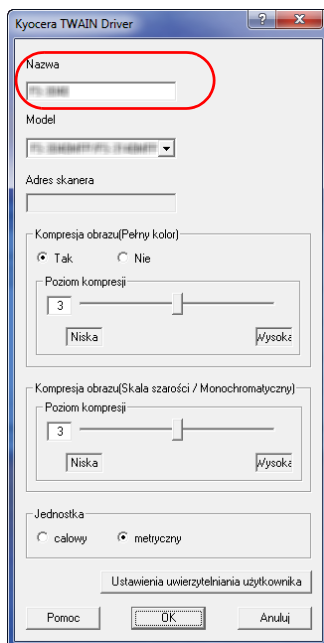 Kyocera TWAIN Driver
Nazwa
Model
Adres skanera
Kompresja obrazu(Pełny kolor)
Tak Nie
Poziom kompresji
3
Niska Wysoka
Kompresja obrazu(Skala szarości / Monochromatyczny)
Poziom kompresji
3
Niska Wysoka
Jednostka
calowy metryczny
Ustawienia uwierzytelniania użytkownika
Pomoc OK Anuluj